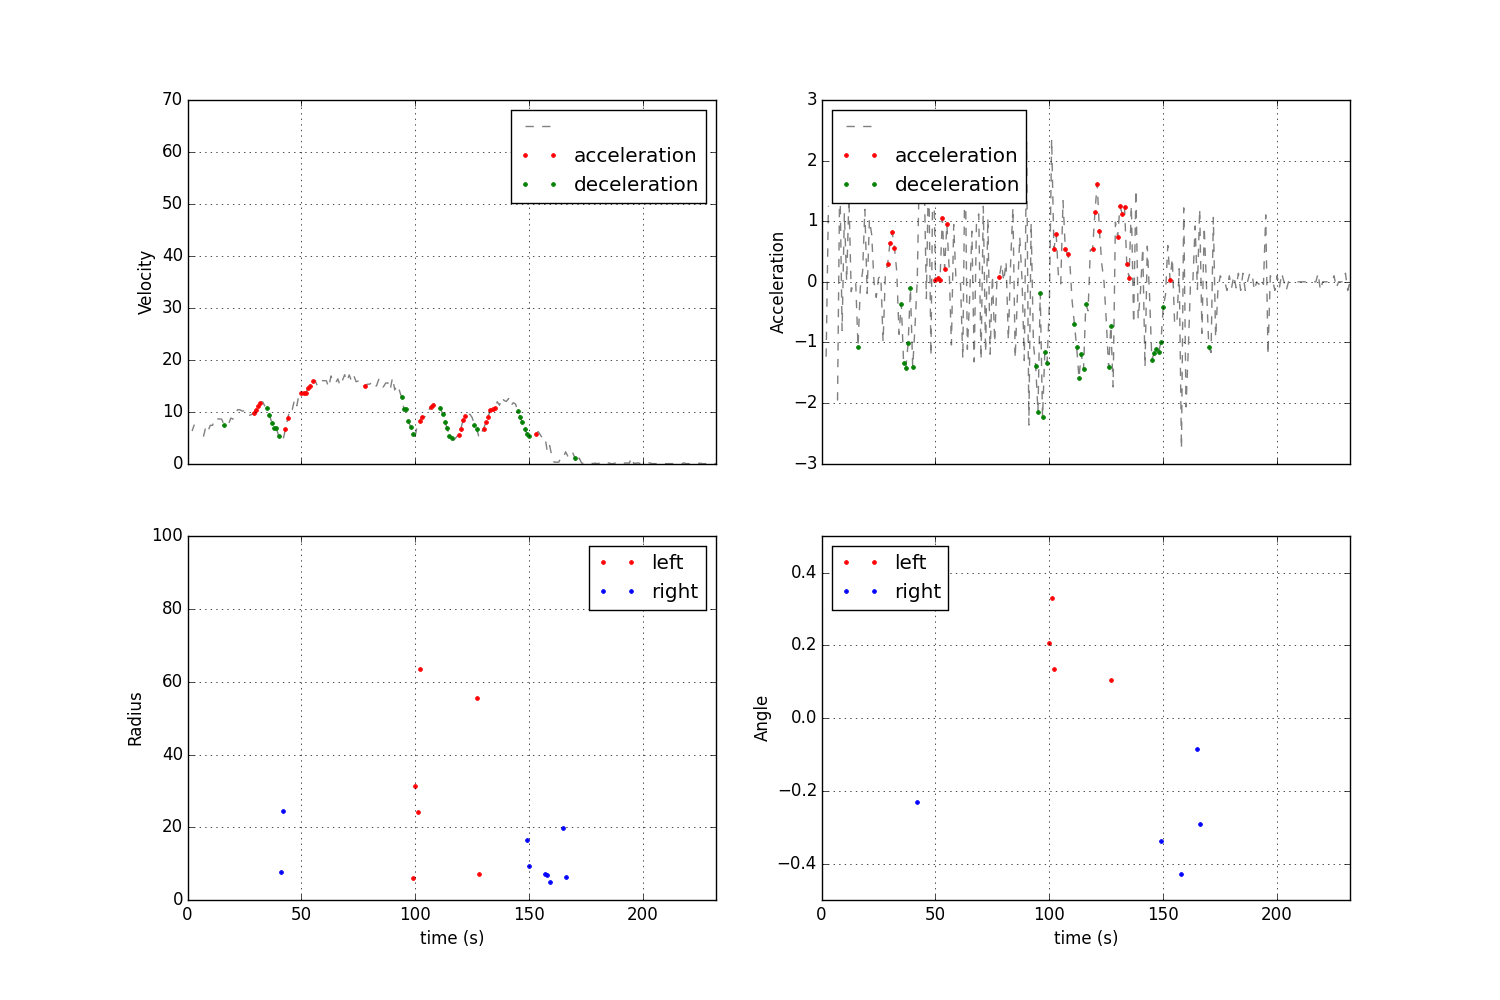 70
60
50
40
30
20
10
0
Velocity
acceleration
deceleration
3
2
1
0
−1
−2
−3
Acceleration
acceleration
deceleration
100
80
60
40
20
0
Radius
left
right
0 50 100 150 200
time (s)
0.4
0.2
0.0
−0.2
−0.4
Angle
left
right
0 50 100 150 200
time (s)